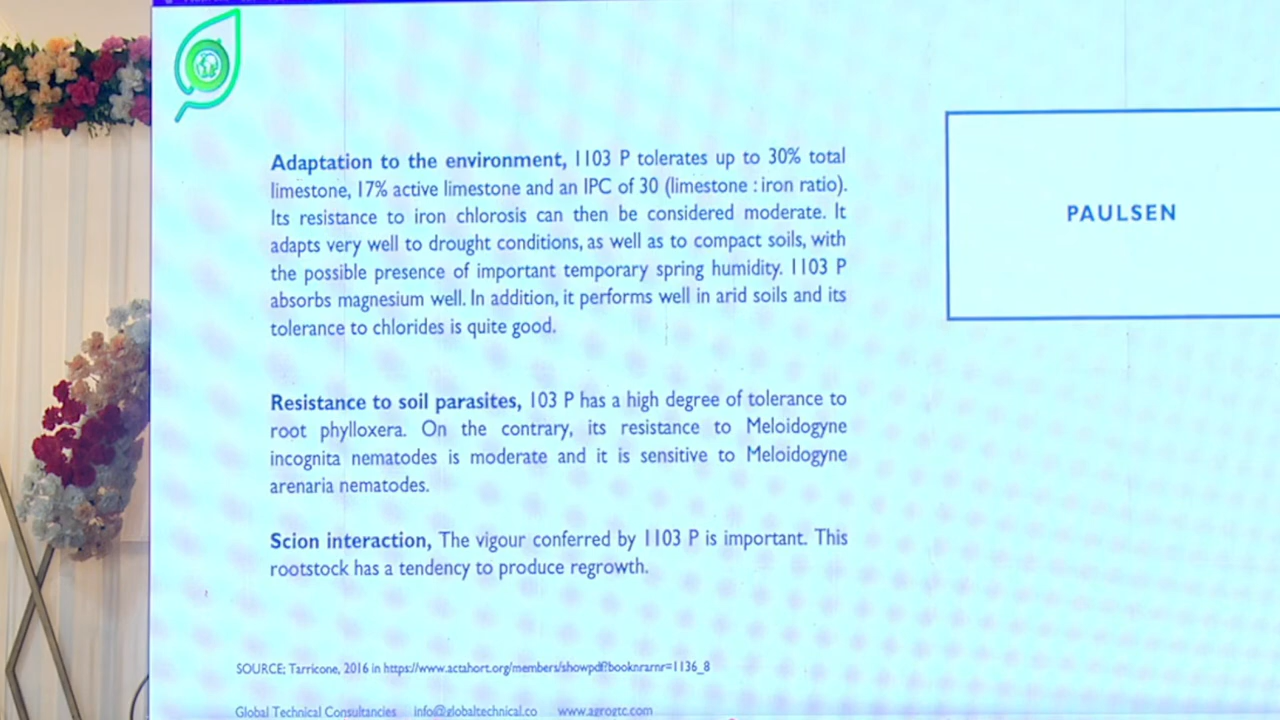 Adaptation to the environment, 1103 P tolerates up to 30% total
limestone, 17% active limestone and an IPC of 30 (limestone : iron ratio).
Its resistance to iron chlorosis can then be considered moderate. It
adapts very well to drought conditions, as well as to compact soils, with
the possible presence of important temporary spring humidity. 1103 P
absorbs magnesium well. In addition, it performs well in arid soils and its
tolerance to chlorides is quite good.
PAULSEN
Resistance to soil parasites, 103 P has a high degree of tolerance to
root phylloxera. On the contrary, its resistance to Meloidogyne
incognita nematodes is moderate and it is sensitive to Meloidogyne
arenaria nematodes.
Scion interaction, The vigour conferred by 1103 P is important. This
rootstock has a tendency to produce regrowth.
SOURCE; Tarricone, 2016 in https://www.actahort.org/members/showpdf?booknrarnr=1136_8
Global Technical Consultancies info@globaltechnical.co www.agrogtc.com